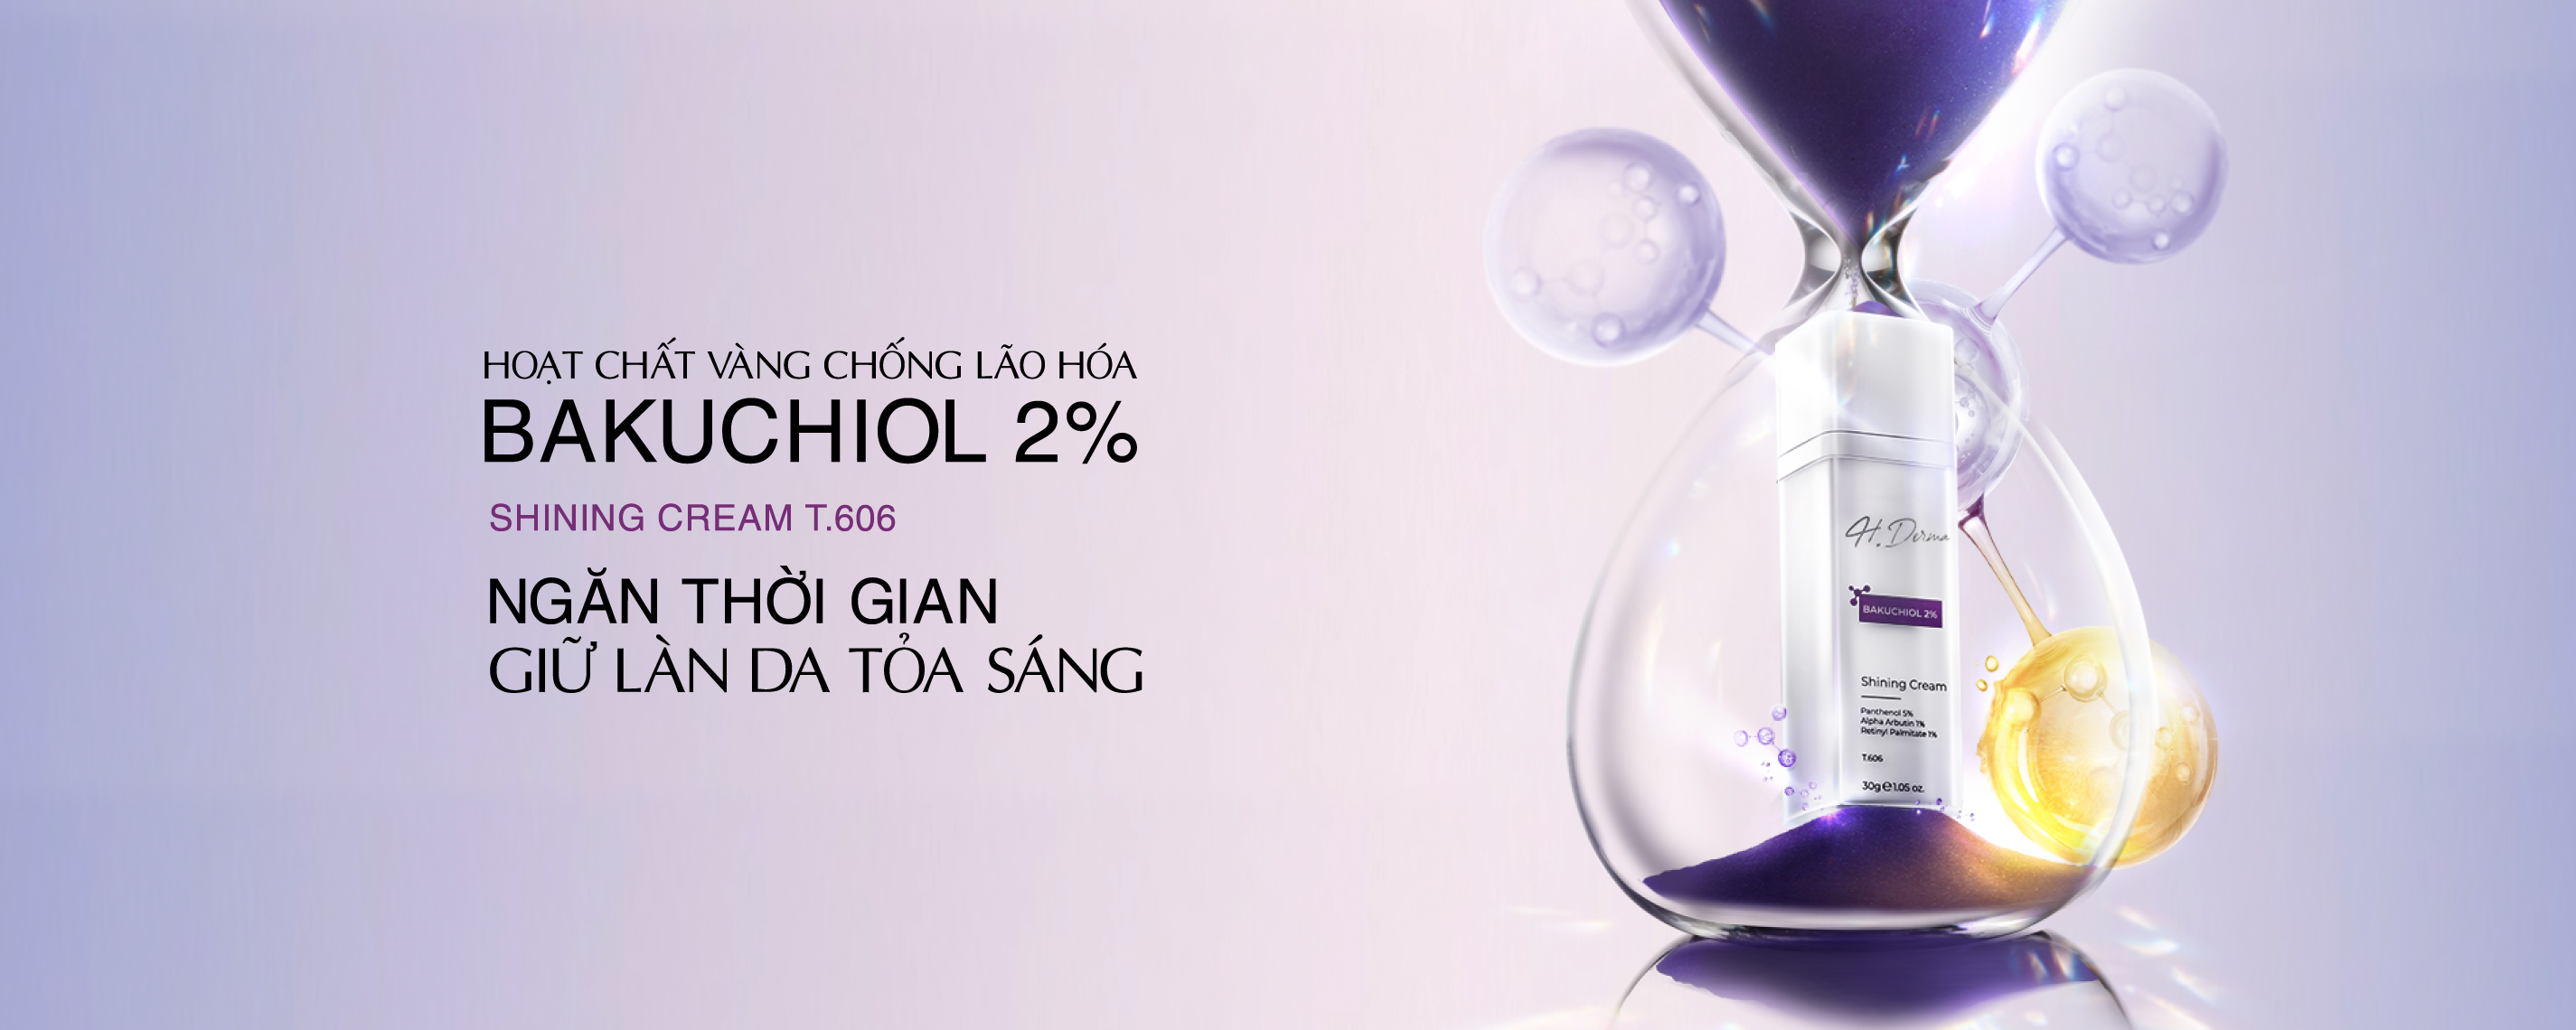 HOẠT CHẤT VÀNG CHỐNG LÃO HÓA
BAKUCHIOL 2%
SHINING CREAM T.606
NGĂN THỜI GIAN
GIỮ LÀN DA TỎA SÁNG
H. Derma
BAKUCHIOL 2%
Shining Cream
Panthenol 5%
Alpha Arbutin 1%
Retinyl Palmitate 1%
T.606
30g ℮ 1.05 oz.